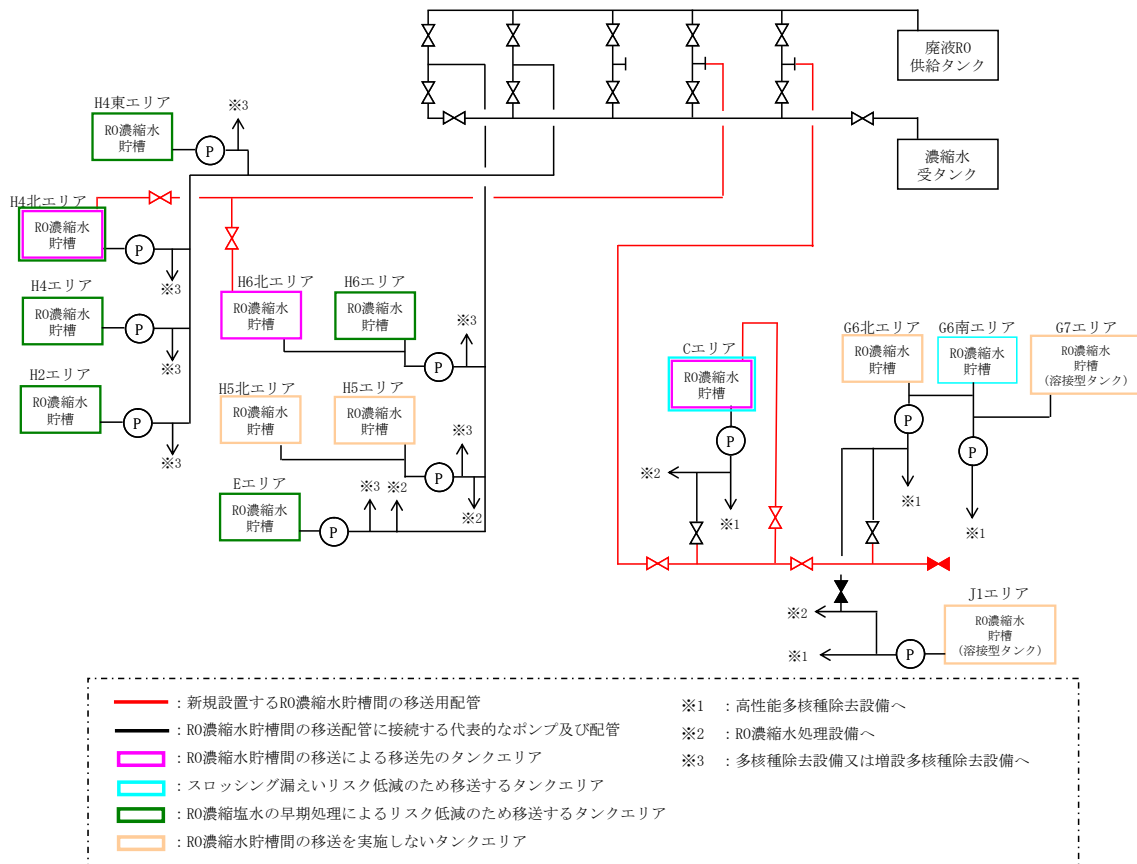 廃液RO
供給タンク
濃縮水
受タンク
H4東エリア
※3
RO濃縮水
貯槽
P
H4北エリア
RO濃縮水
貯槽
P
※3
H4エリア
RO濃縮水
貯槽
P
※3
H2エリア
RO濃縮水
貯槽
P
※3
H6北エリア
RO濃縮水
貯槽
H6エリア
RO濃縮水
貯槽
※3
P
H5北エリア
RO濃縮水
貯槽
H5エリア
RO濃縮水
貯槽
※3
P
※2
Eエリア
RO濃縮水
貯槽
P
※3
※2
Cエリア
RO濃縮水
貯槽
P
※2
※1
G6北エリア
RO濃縮水
貯槽
P
※1
G6南エリア
RO濃縮水
貯槽
P
※1
G7エリア
RO濃縮水
貯槽
(溶接型タンク)
J1エリア
RO濃縮水
貯槽
(溶接型タンク)
P
※2
※1
：新規設置するRO濃縮水貯槽間の移送用配管
：RO濃縮水貯槽間の移送配管に接続する代表的なポンプ及び配管
：RO濃縮水貯槽間の移送による移送先のタンクエリア
：スロッシング漏えいリスク低減のため移送するタンクエリア
：RO濃縮塩水の早期処理によるリスク低減のため移送するタンクエリア
：RO濃縮水貯槽間の移送を実施しないタンクエリア
※1 ：高性能多核種除去設備へ
※2 ：RO濃縮水処理設備へ
※3 ：多核種除去設備又は増設多核種除去設備へ